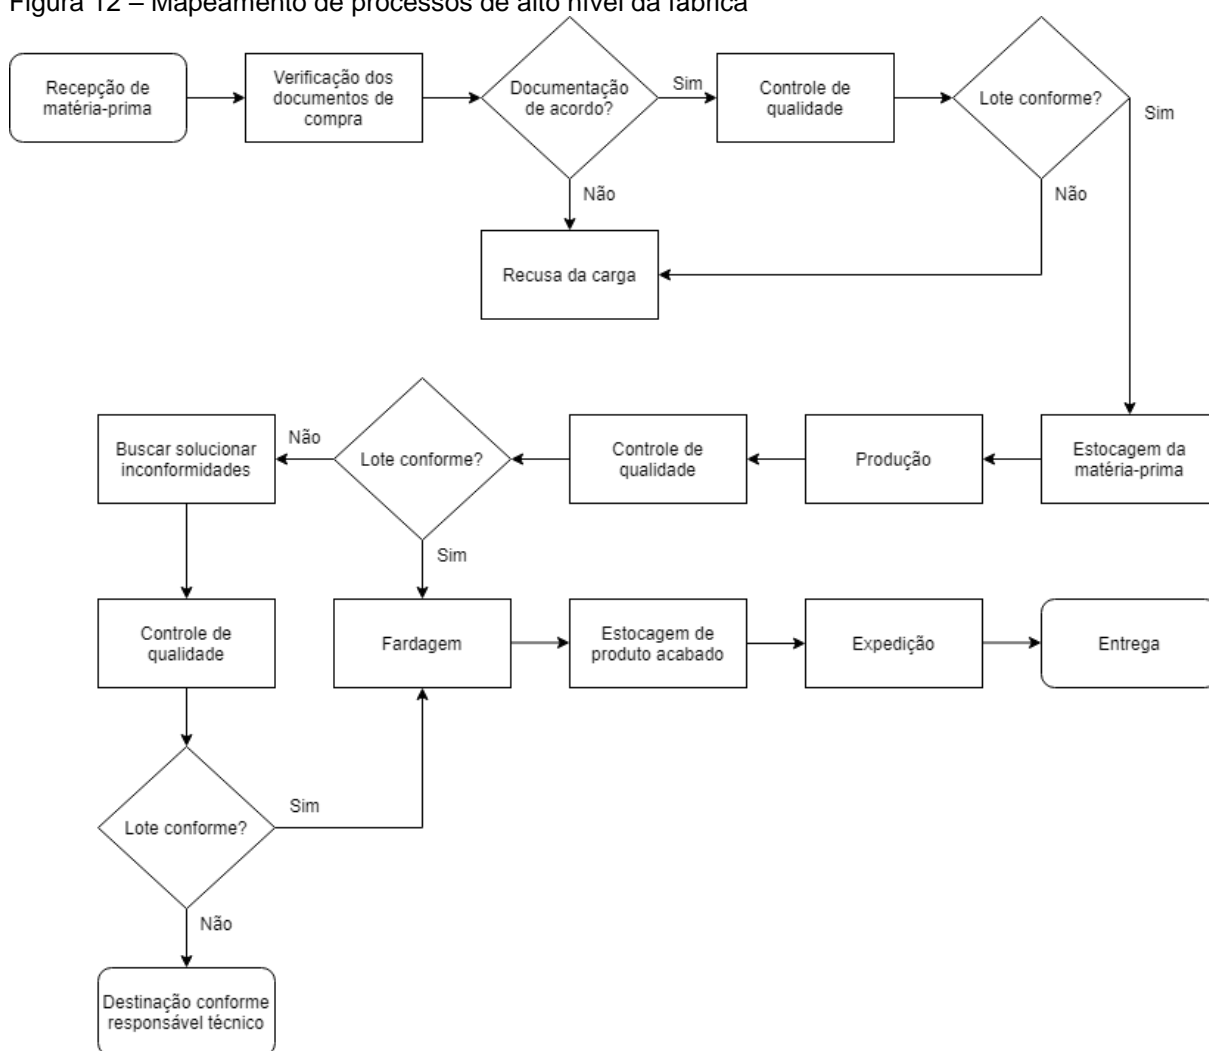 Figura 12 – Mapeamento de processos de alto nível da fábrica
Recepção de
matéria-prima
Verificação dos
documentos de
compra
Documentação
de acordo?
Sim
Controle de
qualidade
Lote conforme?
Sim
Não
Não
Recusa da carga
Buscar solucionar
inconformidades
Não
Lote conforme?
Controle de
qualidade
Produção
Estocagem da
matéria-prima
Sim
Controle de
qualidade
Fardagem
Estocagem de
produto acabado
Expedição
Entrega
Lote conforme?
Sim
Não
Destinação conforme
responsável técnico